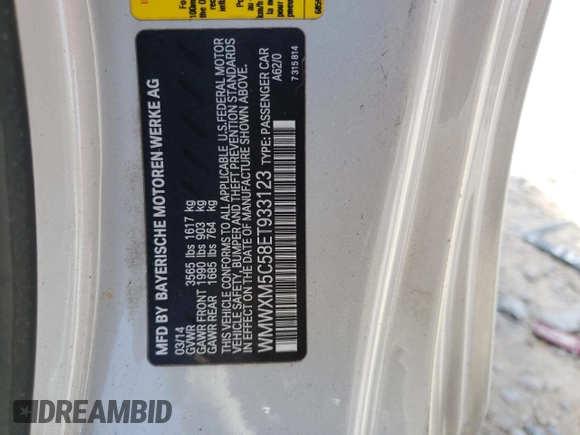 MFD BY BAYERISCHE MOTOREN WERKE AG
03/14
GVWR 3565 lbs 1617 kg
GAWR FRONT 1990 lbs 903 kg
GAWR REAR 1685 lbs 764 kg
THIS VEHICLE CONFORMS TO ALL APPLICABLE U.S.FEDERAL MOTOR
VEHICLE SAFETY, BUMPER AND THEFT PREVENTION STANDARDS
IN EFFECT ON THE DATE OF MANUFACTURE SHOWN ABOVE.
WMWXM5C58ET933123 TYPE: PASSENGER CAR
A62/0
7315814
DREAMBID